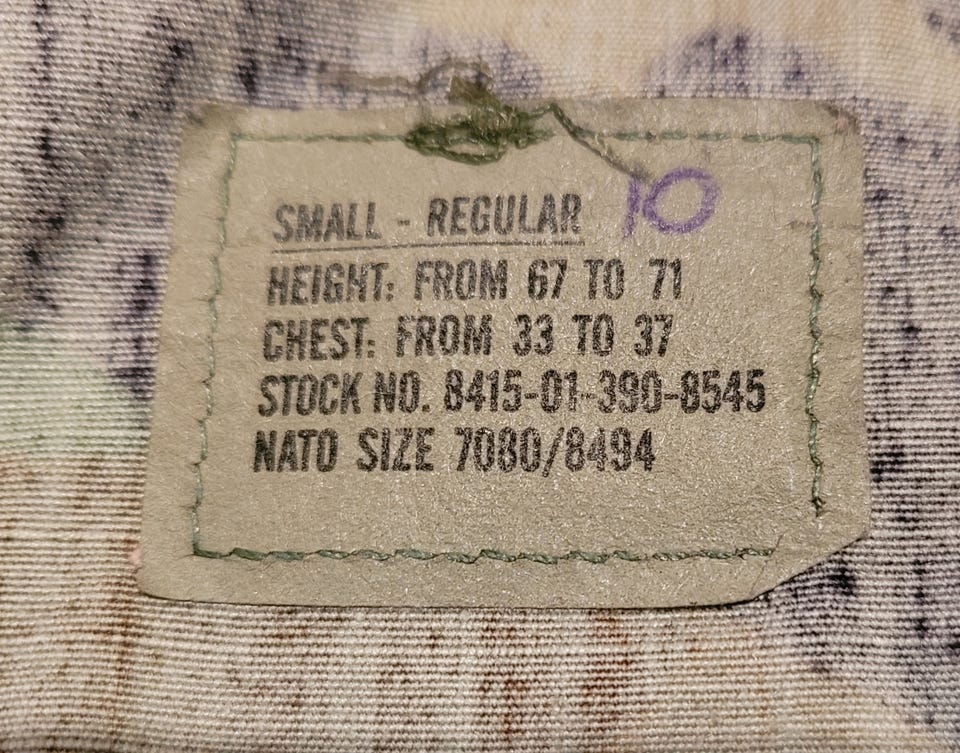 SMALL - REGULAR 10
HEIGHT: FROM 67 TO 71
CHEST: FROM 33 TO 37
STOCK NO. 8415-01-390-8545
NATO SIZE 7080/8494